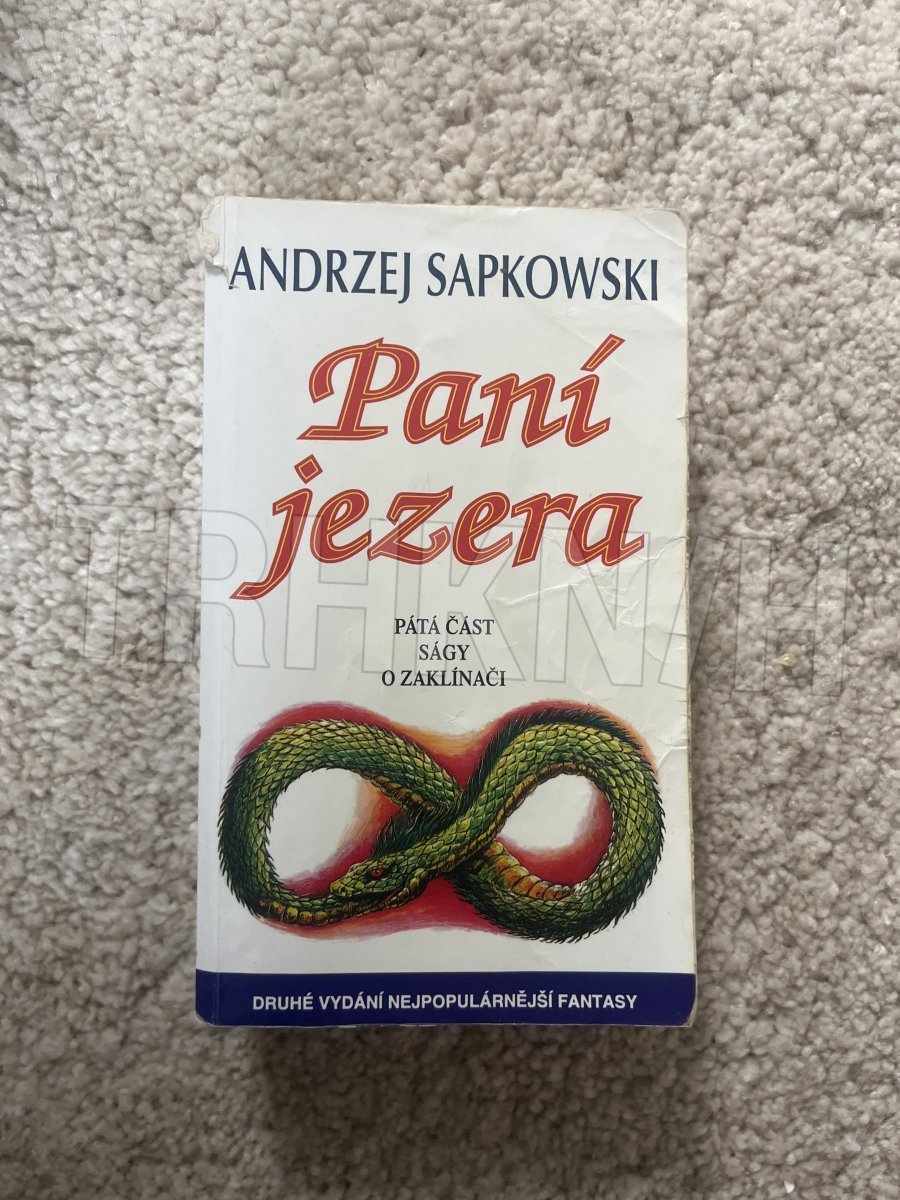 ANDRZEJ SAPKOWSKI
Paní
jezera
TRHKNIH
PÁTÁ ČÁST
SÁGY
O ZAKLÍNAČI
DRUHÉ VYDÁNÍ NEJPOPULÁRNĚJŠÍ FANTASY